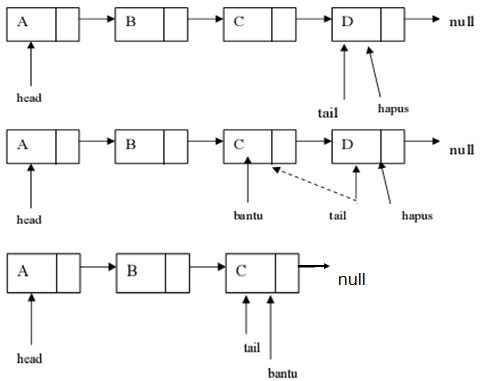 A B C D null
head tail hapus
A B C D null
head bantu tail hapus
A B C null
head tail
bantu